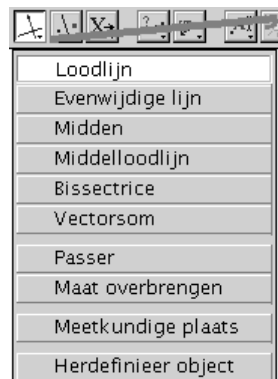 Loodlijn
Evenwijdige lijn
Midden
Middelloodlijn
Bissectrice
Vectorsom
Passer
Maat overbrengen
Meetkundige plaats
Herdefinieer object